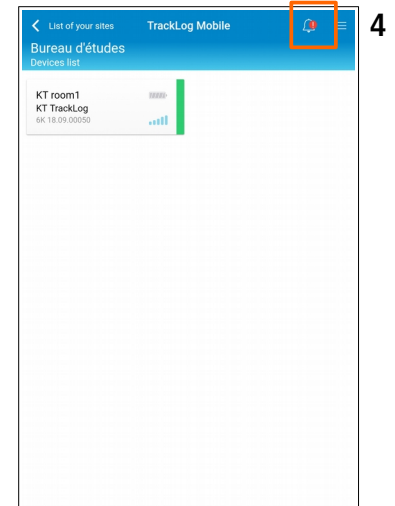 List of your sites TrackLog Mobile
4
Bureau d'études
Devices list
KT room1
KT TrackLog
6K 18.09.00050